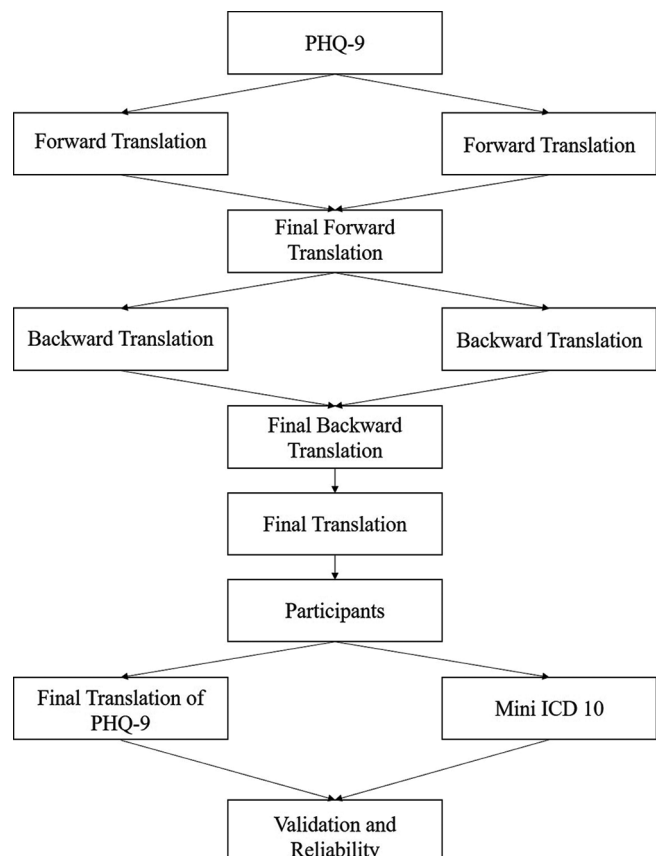 PHQ-9
Forward Translation
Forward Translation
Final Forward
Translation
Backward Translation
Backward Translation
Final Backward
Translation
Final Translation
Participants
Final Translation of
PHQ-9
Mini ICD 10
Validation and
Reliability